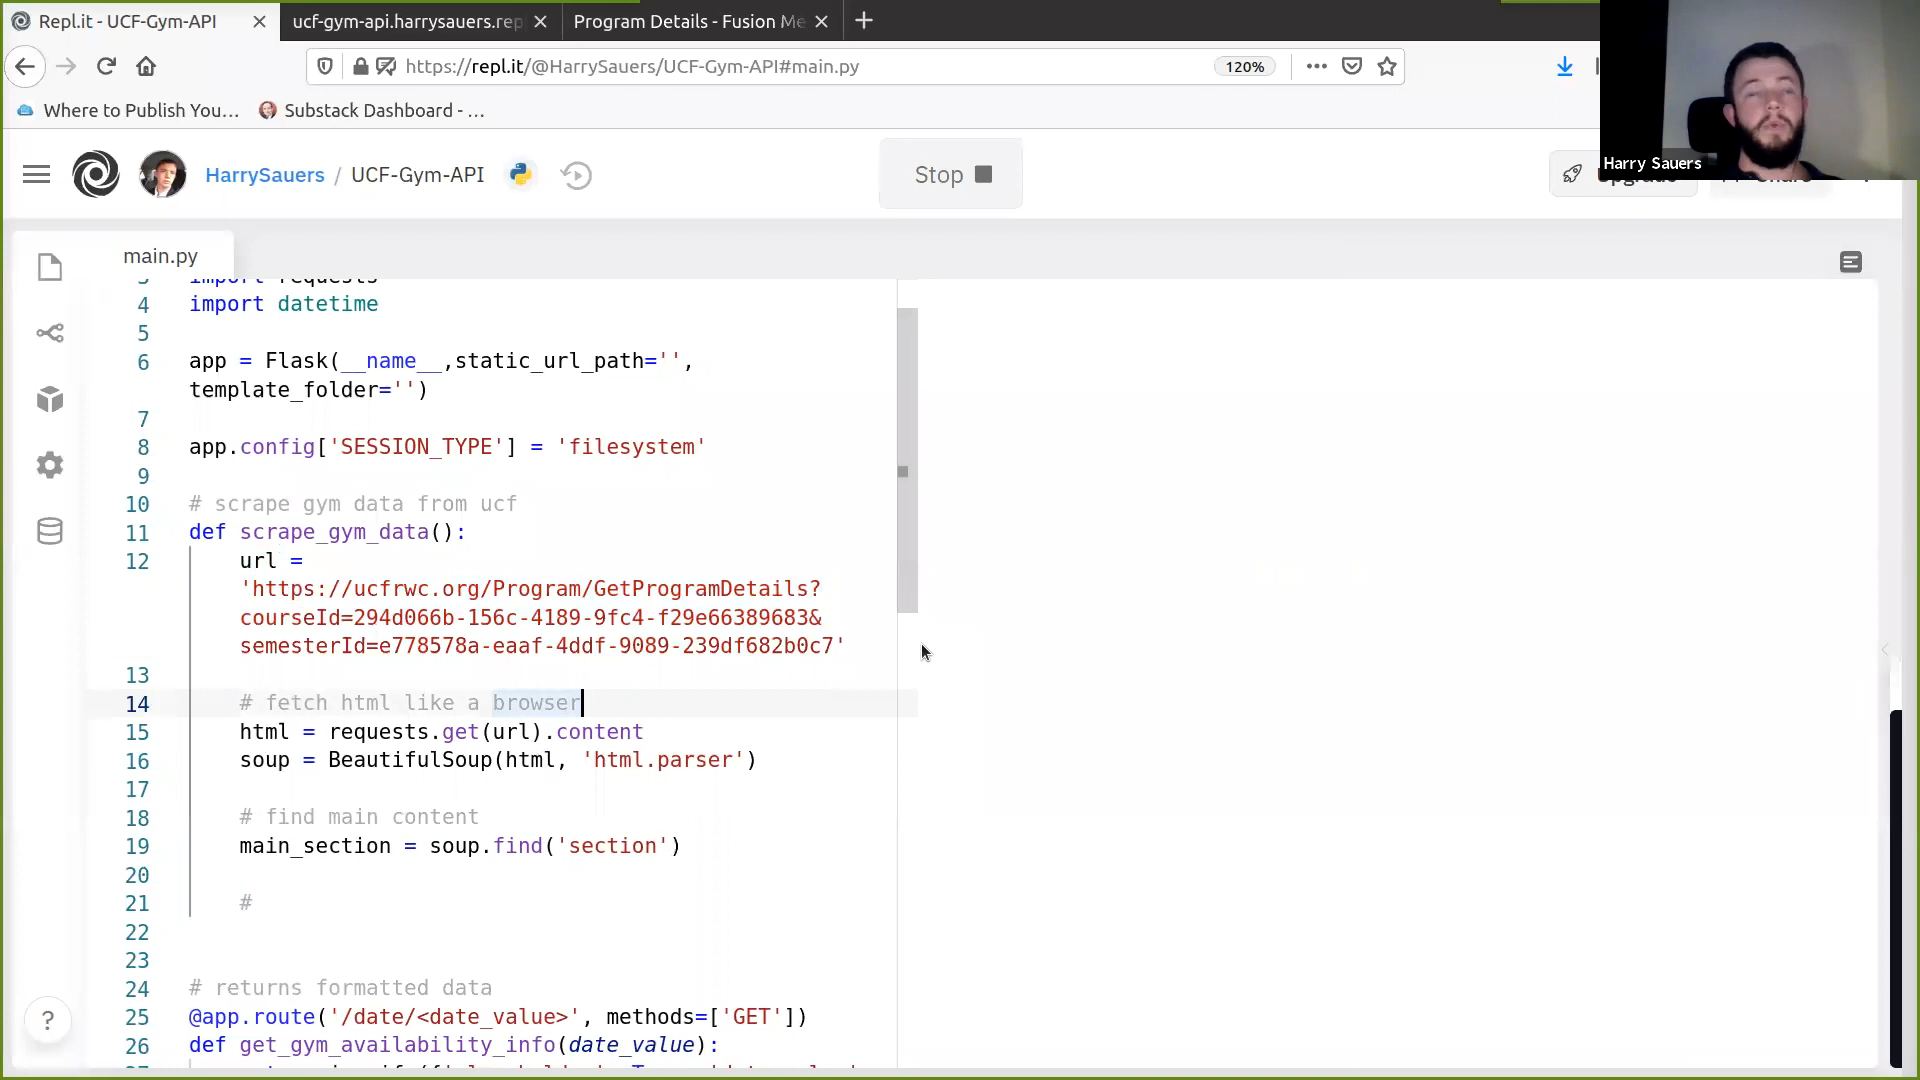 Repl.it - UCF-Gym-API
ucf-gym-api.harrysauers.rep
Program Details - Fusion Me
https://repl.it/@HarrySauers/UCF-Gym-API#main.py
120%
Where to Publish You...
Substack Dashboard - ...
Harry Sauers
HarrySauers / UCF-Gym-API
Stop
main.py
3 import requests
4 import datetime
5
6 app = Flask(__name__,static_url_path='',
template_folder='')
7
8 app.config['SESSION_TYPE'] = 'filesystem'
9
10 # scrape gym data from ucf
11 def scrape_gym_data():
12 url =
'https://ucfrwc.org/Program/GetProgramDetails?
courseId=294d066b-156c-4189-9fc4-f29e66389683&
semesterId=e778578a-eaaf-4ddf-9089-239df682b0c7'
13
14 # fetch html like a browser
15 html = requests.get(url).content
16 soup = BeautifulSoup(html, 'html.parser')
17
18 # find main content
19 main_section = soup.find('section')
20
21 #
22
23
24 # returns formatted data
25 @app.route('/date/<date_value>', methods=['GET'])
26 def get_gym_availability_info(date_value):
?